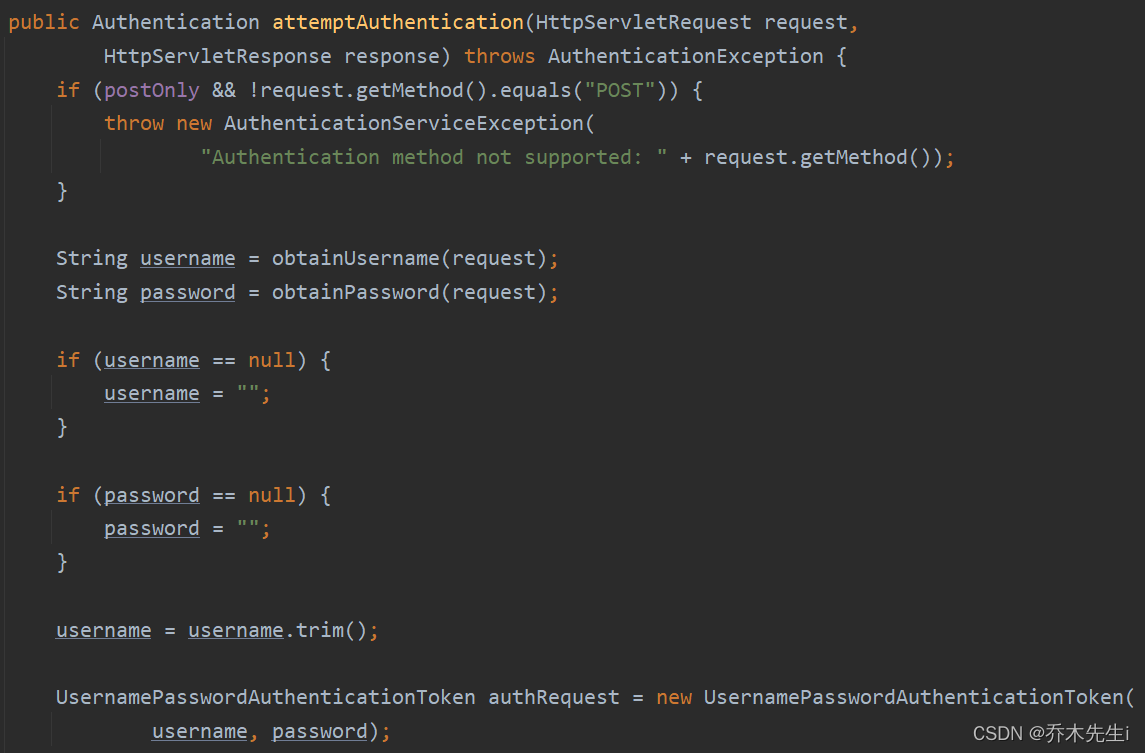 public Authentication attemptAuthentication(HttpServletRequest request,
        HttpServletResponse response) throws AuthenticationException {
    if (postOnly && !request.getMethod().equals("POST")) {
        throw new AuthenticationServiceException(
                "Authentication method not supported: " + request.getMethod());
    }

    String username = obtainUsername(request);
    String password = obtainPassword(request);

    if (username == null) {
        username = "";
    }

    if (password == null) {
        password = "";
    }

    username = username.trim();

    UsernamePasswordAuthenticationToken authRequest = new UsernamePasswordAuthenticationToken(
            username, password);
CSDN @乔木先生i